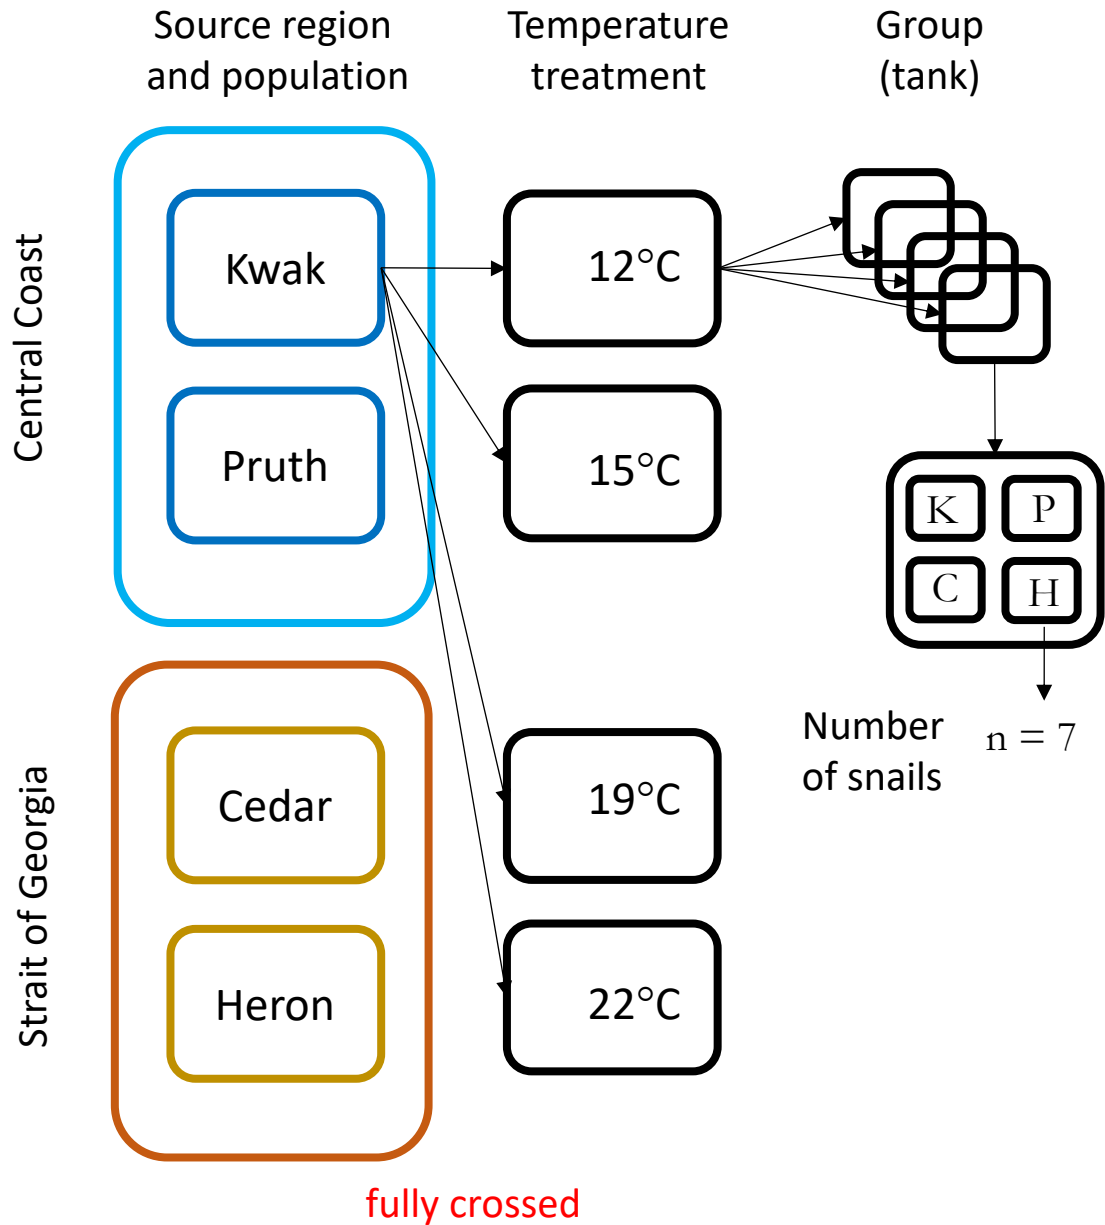 Source region
and population
Temperature
treatment
Group
(tank)
Central Coast
Kwak
Pruth
12°C
15°C
K
P
C
H
Number
of snails
n = 7
Strait of Georgia
Cedar
Heron
19°C
22°C
fully crossed